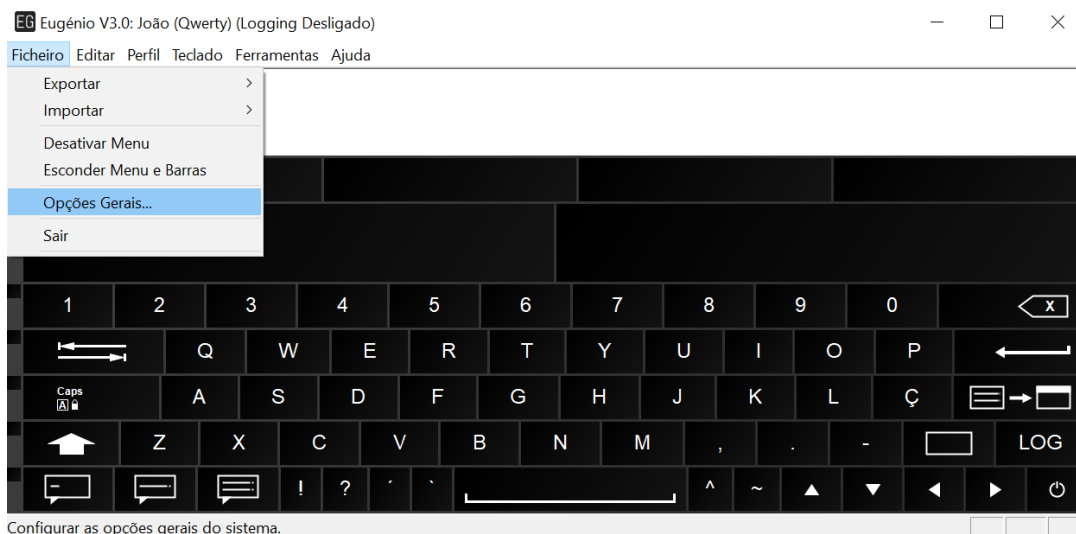 EG Eugénio V3.0: João (Qwerty) (Logging Desligado)
Ficheiro Editar Perfil Teclado Ferramentas Ajuda
Exportar
Importar
Desativar Menu
Esconder Menu e Barras
Opções Gerais...
Sair
1 2 3 4 5 6 7 8 9 0 X
Q W E R T Y U I O P
Caps A A S D F G H J K L Ç
Z X C V B N M , . - LOG
! ? ´ ` ^ ~
Configurar as opções gerais do sistema.